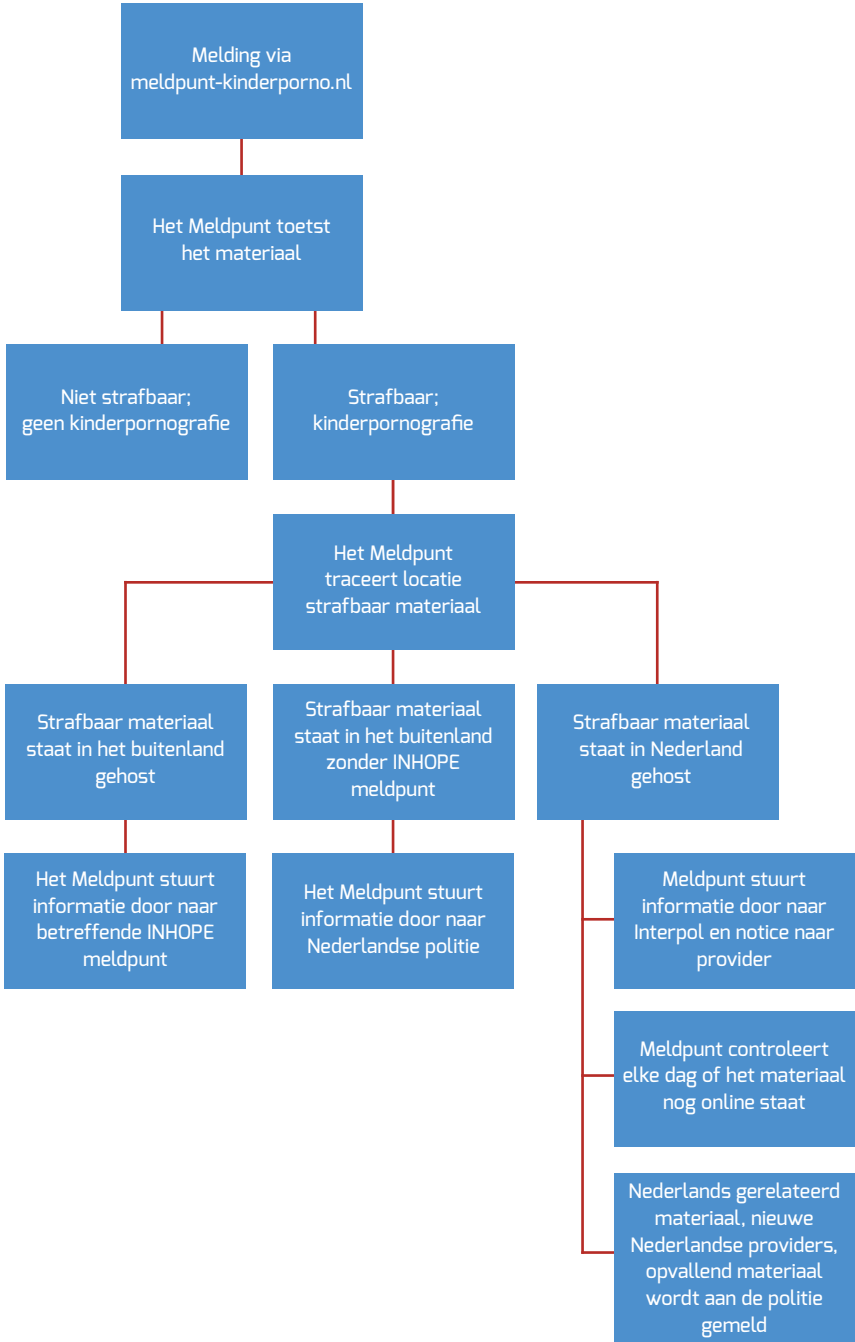 Melding via
meldpunt-kinderporno.nl
Het Meldpunt toetst
het materiaal
Niet strafbaar;
geen kinderpornografie
Strafbaar;
kinderpornografie
Het Meldpunt
traceert locatie
strafbaar materiaal
Strafbaar materiaal
staat in het buitenland
gehost
Strafbaar materiaal
staat in het buitenland
zonder INHOPE
meldpunt
Strafbaar materiaal
staat in Nederland
gehost
Het Meldpunt stuurt
informatie door naar
betreffende INHOPE
meldpunt
Het Meldpunt stuurt
informatie door naar
Nederlandse politie
Meldpunt stuurt
informatie door naar
Interpol en notice naar
provider
Meldpunt controleert
elke dag of het materiaal
nog online staat
Nederlands gerelateerd
materiaal, nieuwe
Nederlandse providers,
opvallend materiaal
wordt aan de politie
gemeld